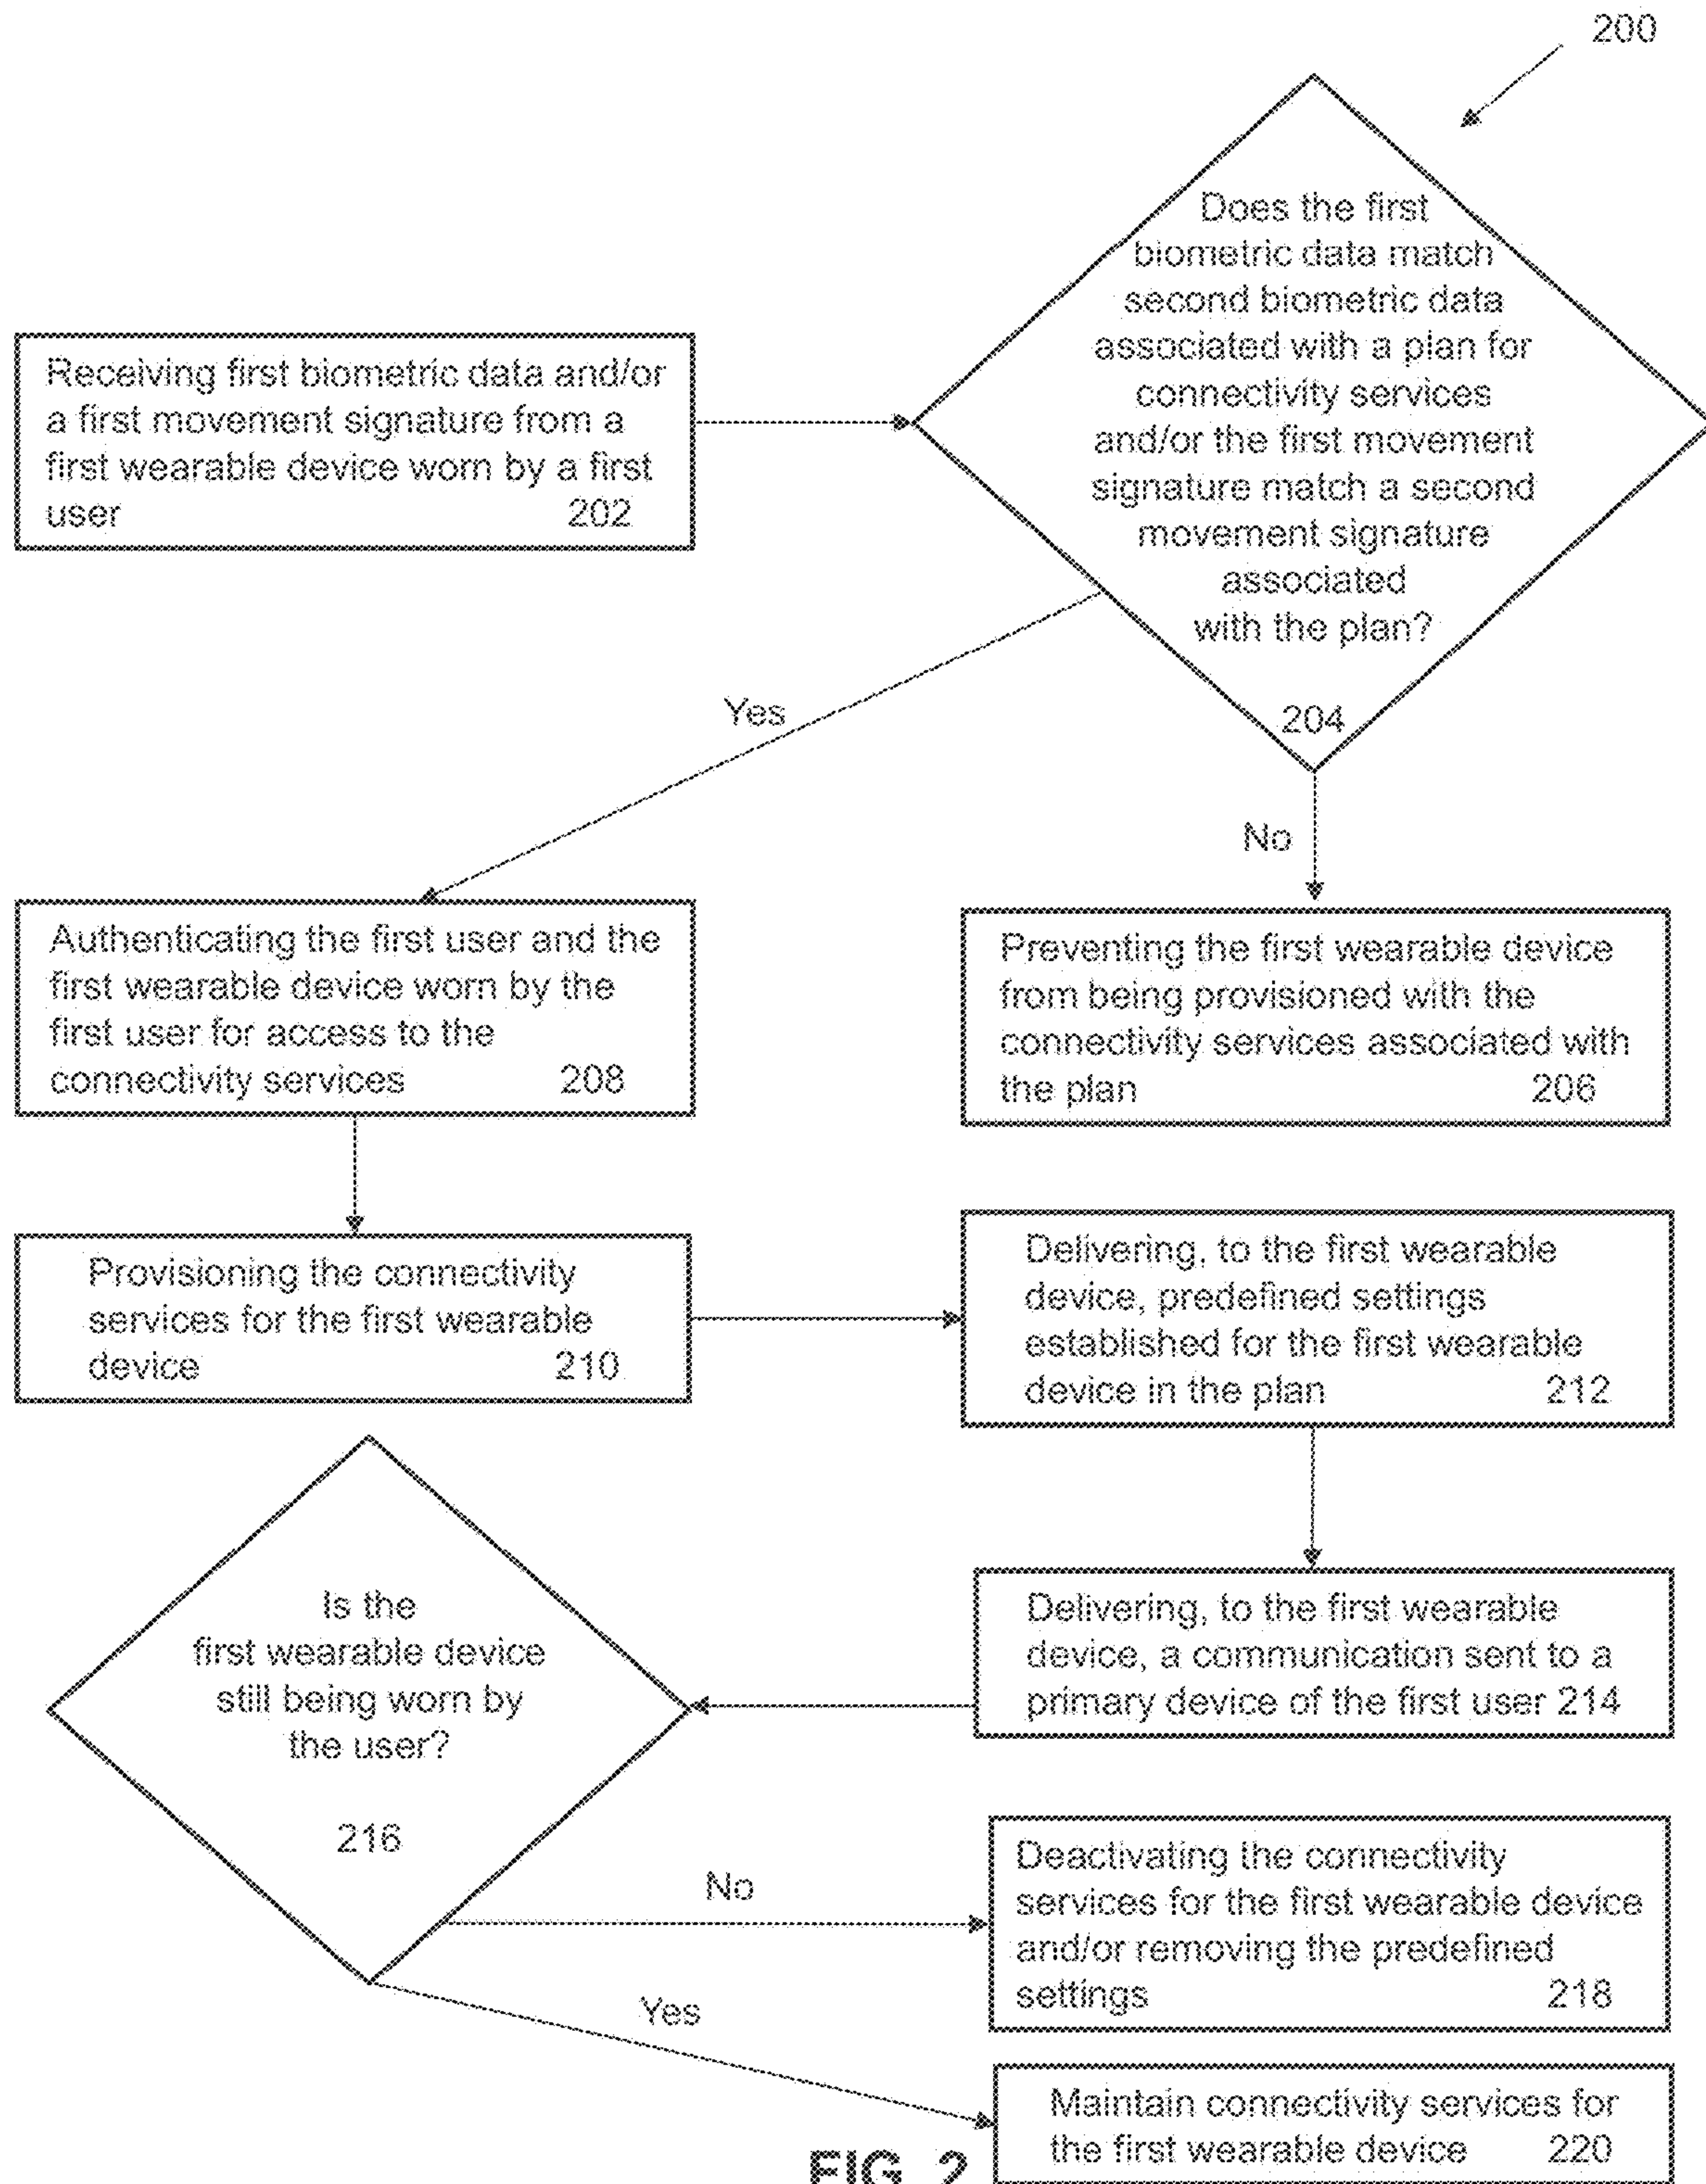 200
Does the first
biometric data match
second biometric data
associated with a plan for
connectivity services
and/or the first movement
signature match a second
movement signature
associated
with the plan?
204
Receiving first biometric data and/or
a first movement signature from a
first wearable device worn by a first
user 202
Yes
No
Authenticating the first user and the
first wearable device worn by the
first user for access to the
connectivity services 208
Preventing the first wearable device
from being provisioned with the
connectivity services associated with
the plan 206
Provisioning the connectivity
services for the first wearable
device 210
Delivering, to the first wearable
device, predefined settings
established for the first wearable
device in the plan 212
Delivering, to the first wearable
device, a communication sent to a
primary device of the first user 214
Is the
first wearable device
still being worn by
the user?
216
No
Deactivating the connectivity
services for the first wearable device
and/or removing the predefined
settings 218
Yes
Maintain connectivity services for
the first wearable device 220
FIG. 2